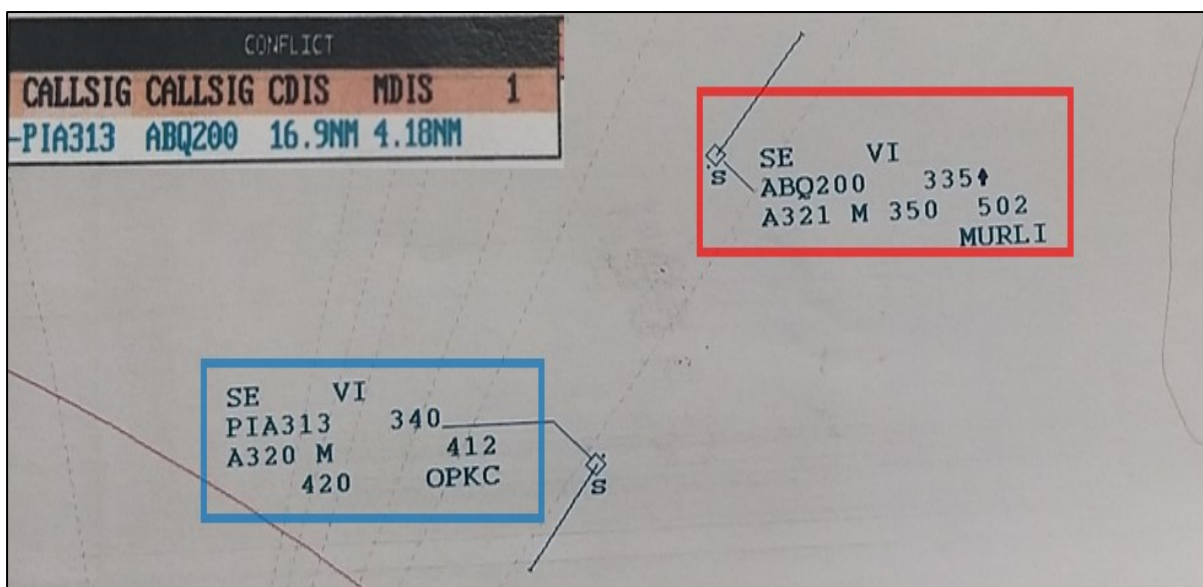 CONFLICT
CALLSIG CALLSIG CDIS MDIS 1
-PIA313 ABQ200 16.9NM 4.18NM
SE VI
ABQ200 335↑
A321 M 350 502
MURLI
S
SE VI
PIA313 340
A320 M 412
420 OPKC
S